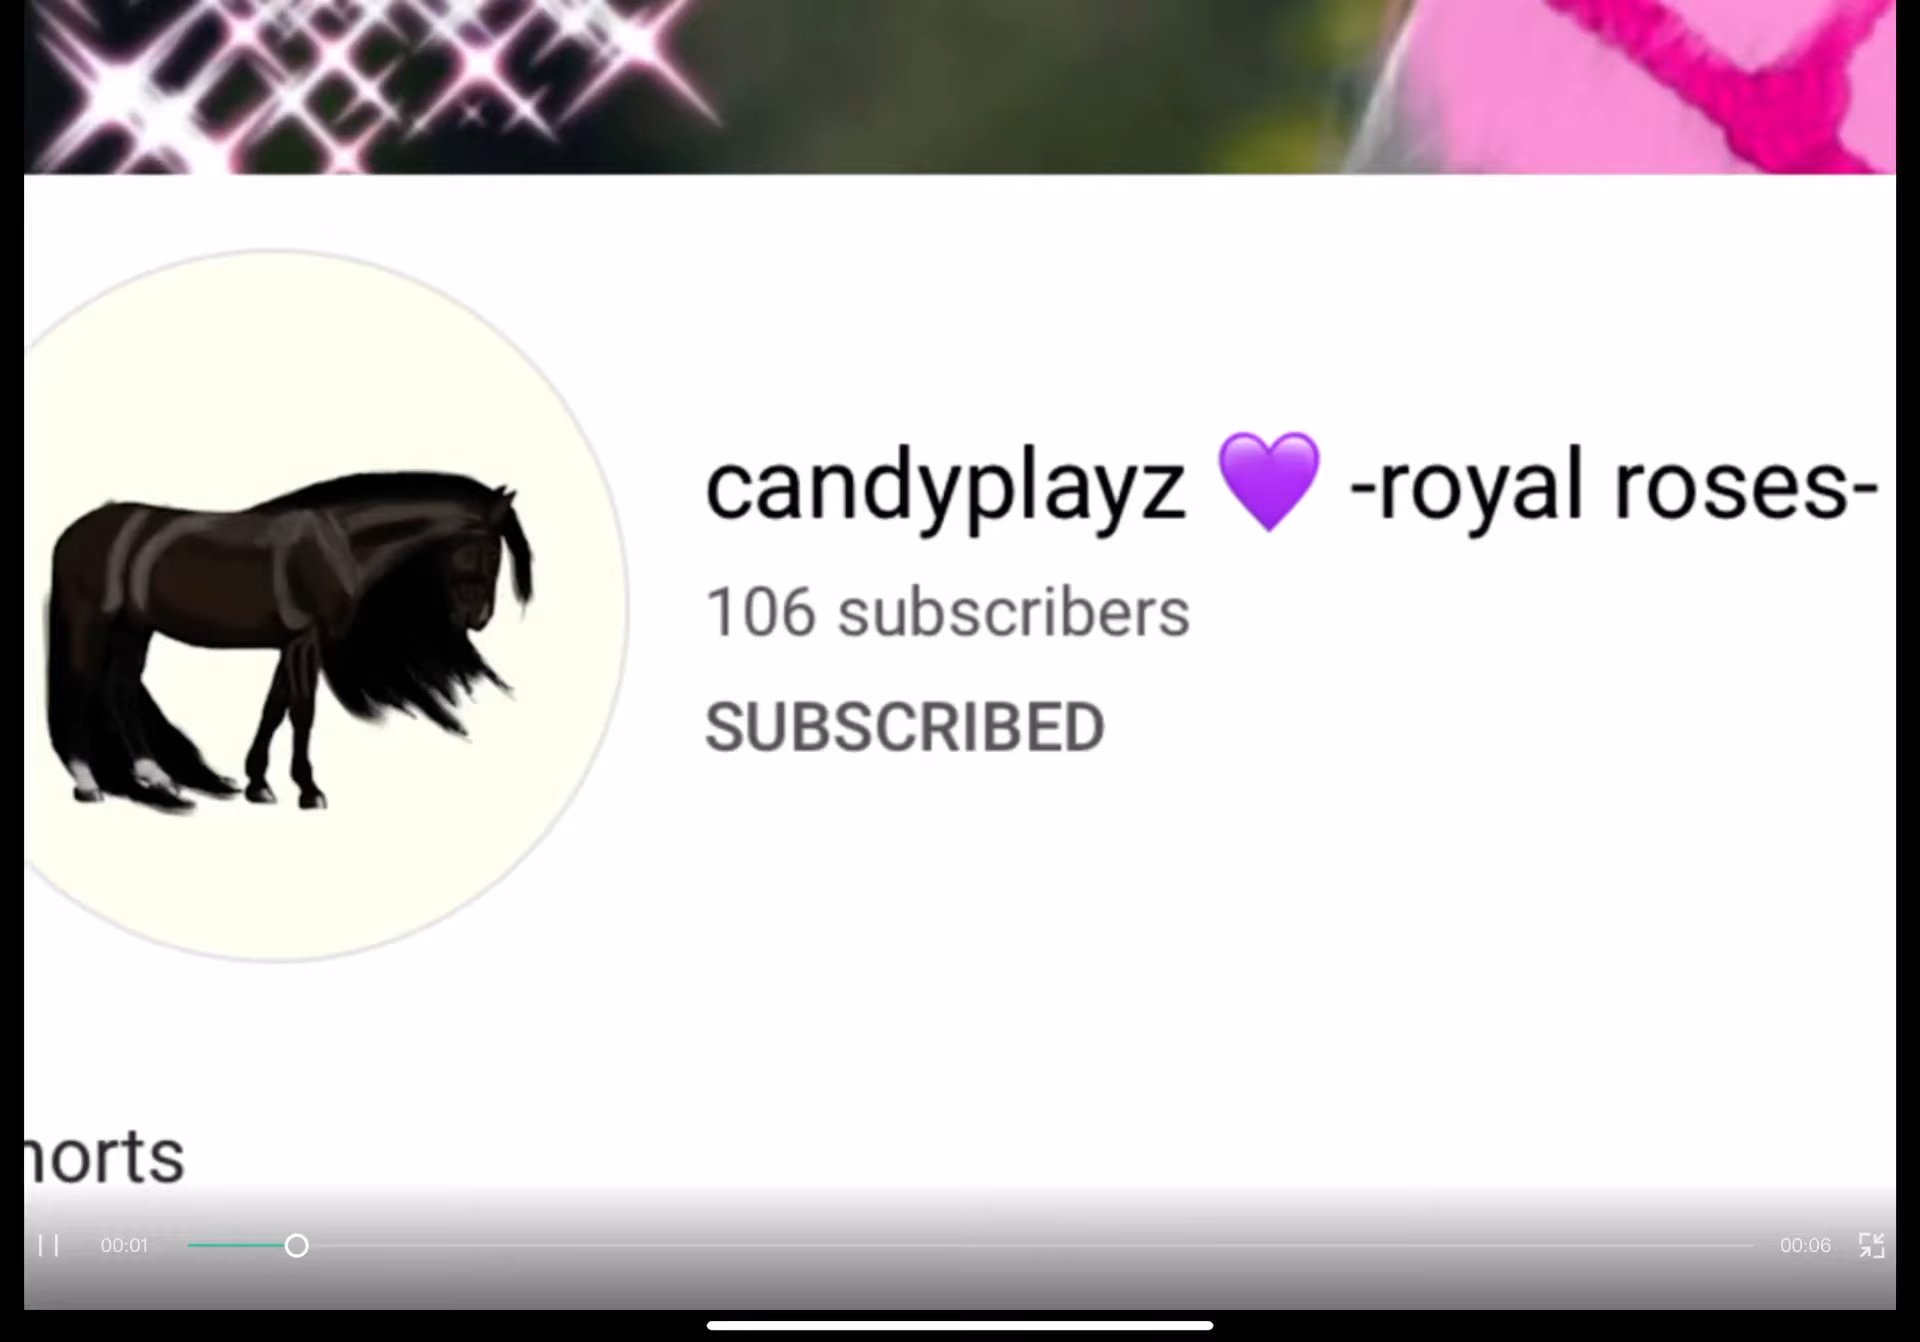 candyplayz 💜 -royal roses-
106 subscribers
SUBSCRIBED
horts
00:01
00:06